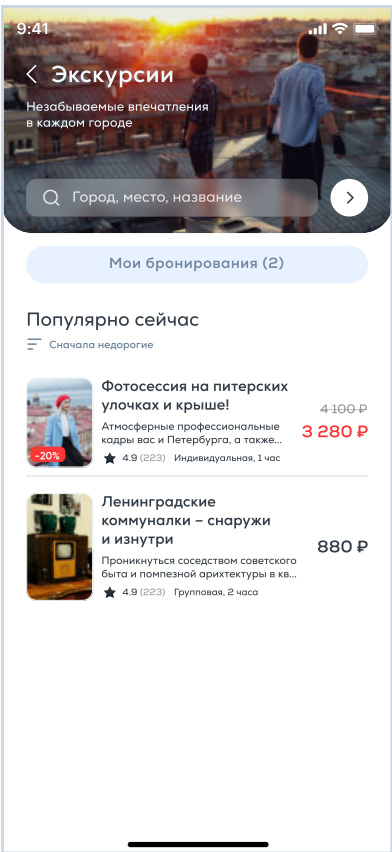 9:41
Экскурсии
Незабываемые впечатления
в каждом городе
Город, место, название
Мои бронирования (2)
Популярно сейчас
Сначала недорогие
Фотосессия на питерских
улочках и крыше!
4 100 ₽
Атмосферные профессиональные
3 280 ₽
кадры вас и Петербурга, а также...
-20%
4.9 (223) Индивидуальная, 1 час
Ленинградские
коммуналки – снаружи
и изнутри
880 ₽
Проникнуться соседством советского
быта и помпезной арихтектуры в кв...
4.9 (223) Групповая, 2 часа